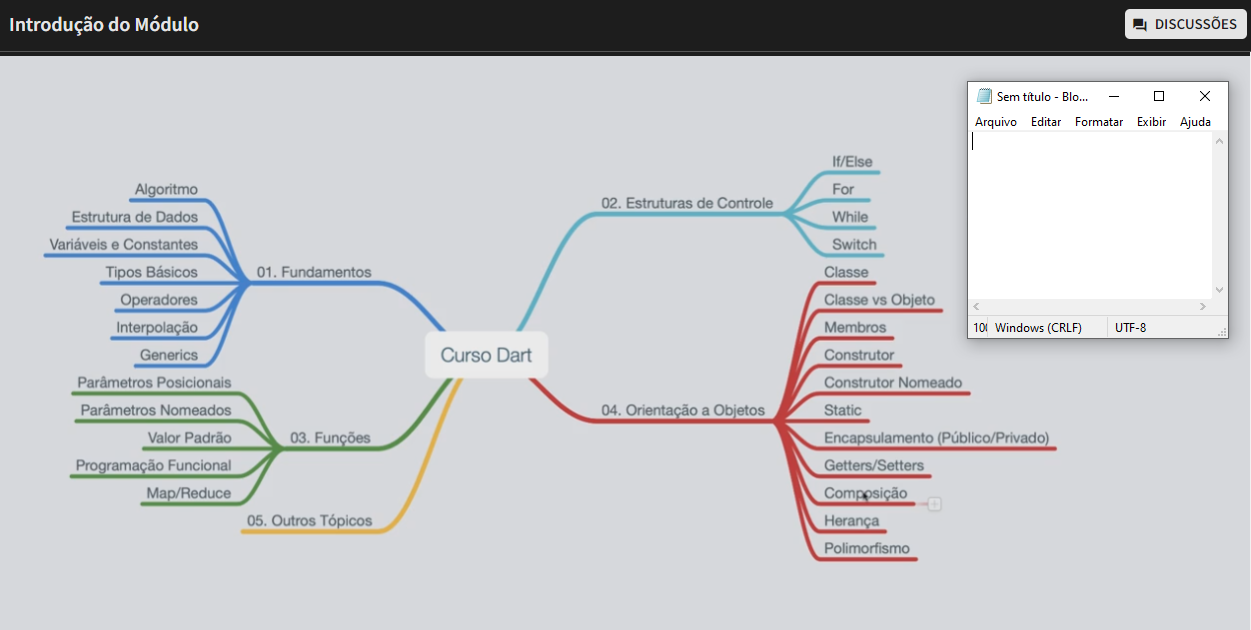 Introdução do Módulo
DISCUSSÕES
Sem título - Blo...
Arquivo Editar Formatar Exibir Ajuda
100 Windows (CRLF) UTF-8
Curso Dart
01. Fundamentos
Algoritmo
Estrutura de Dados
Variáveis e Constantes
Tipos Básicos
Operadores
Interpolação
Generics
02. Estruturas de Controle
If/Else
For
While
Switch
03. Funções
Parâmetros Posicionais
Parâmetros Nomeados
Valor Padrão
Programação Funcional
Map/Reduce
04. Orientação a Objetos
Classe
Classe vs Objeto
Membros
Construtor
Construtor Nomeado
Static
Encapsulamento (Público/Privado)
Getters/Setters
Composição
Herança
Polimorfismo
05. Outros Tópicos